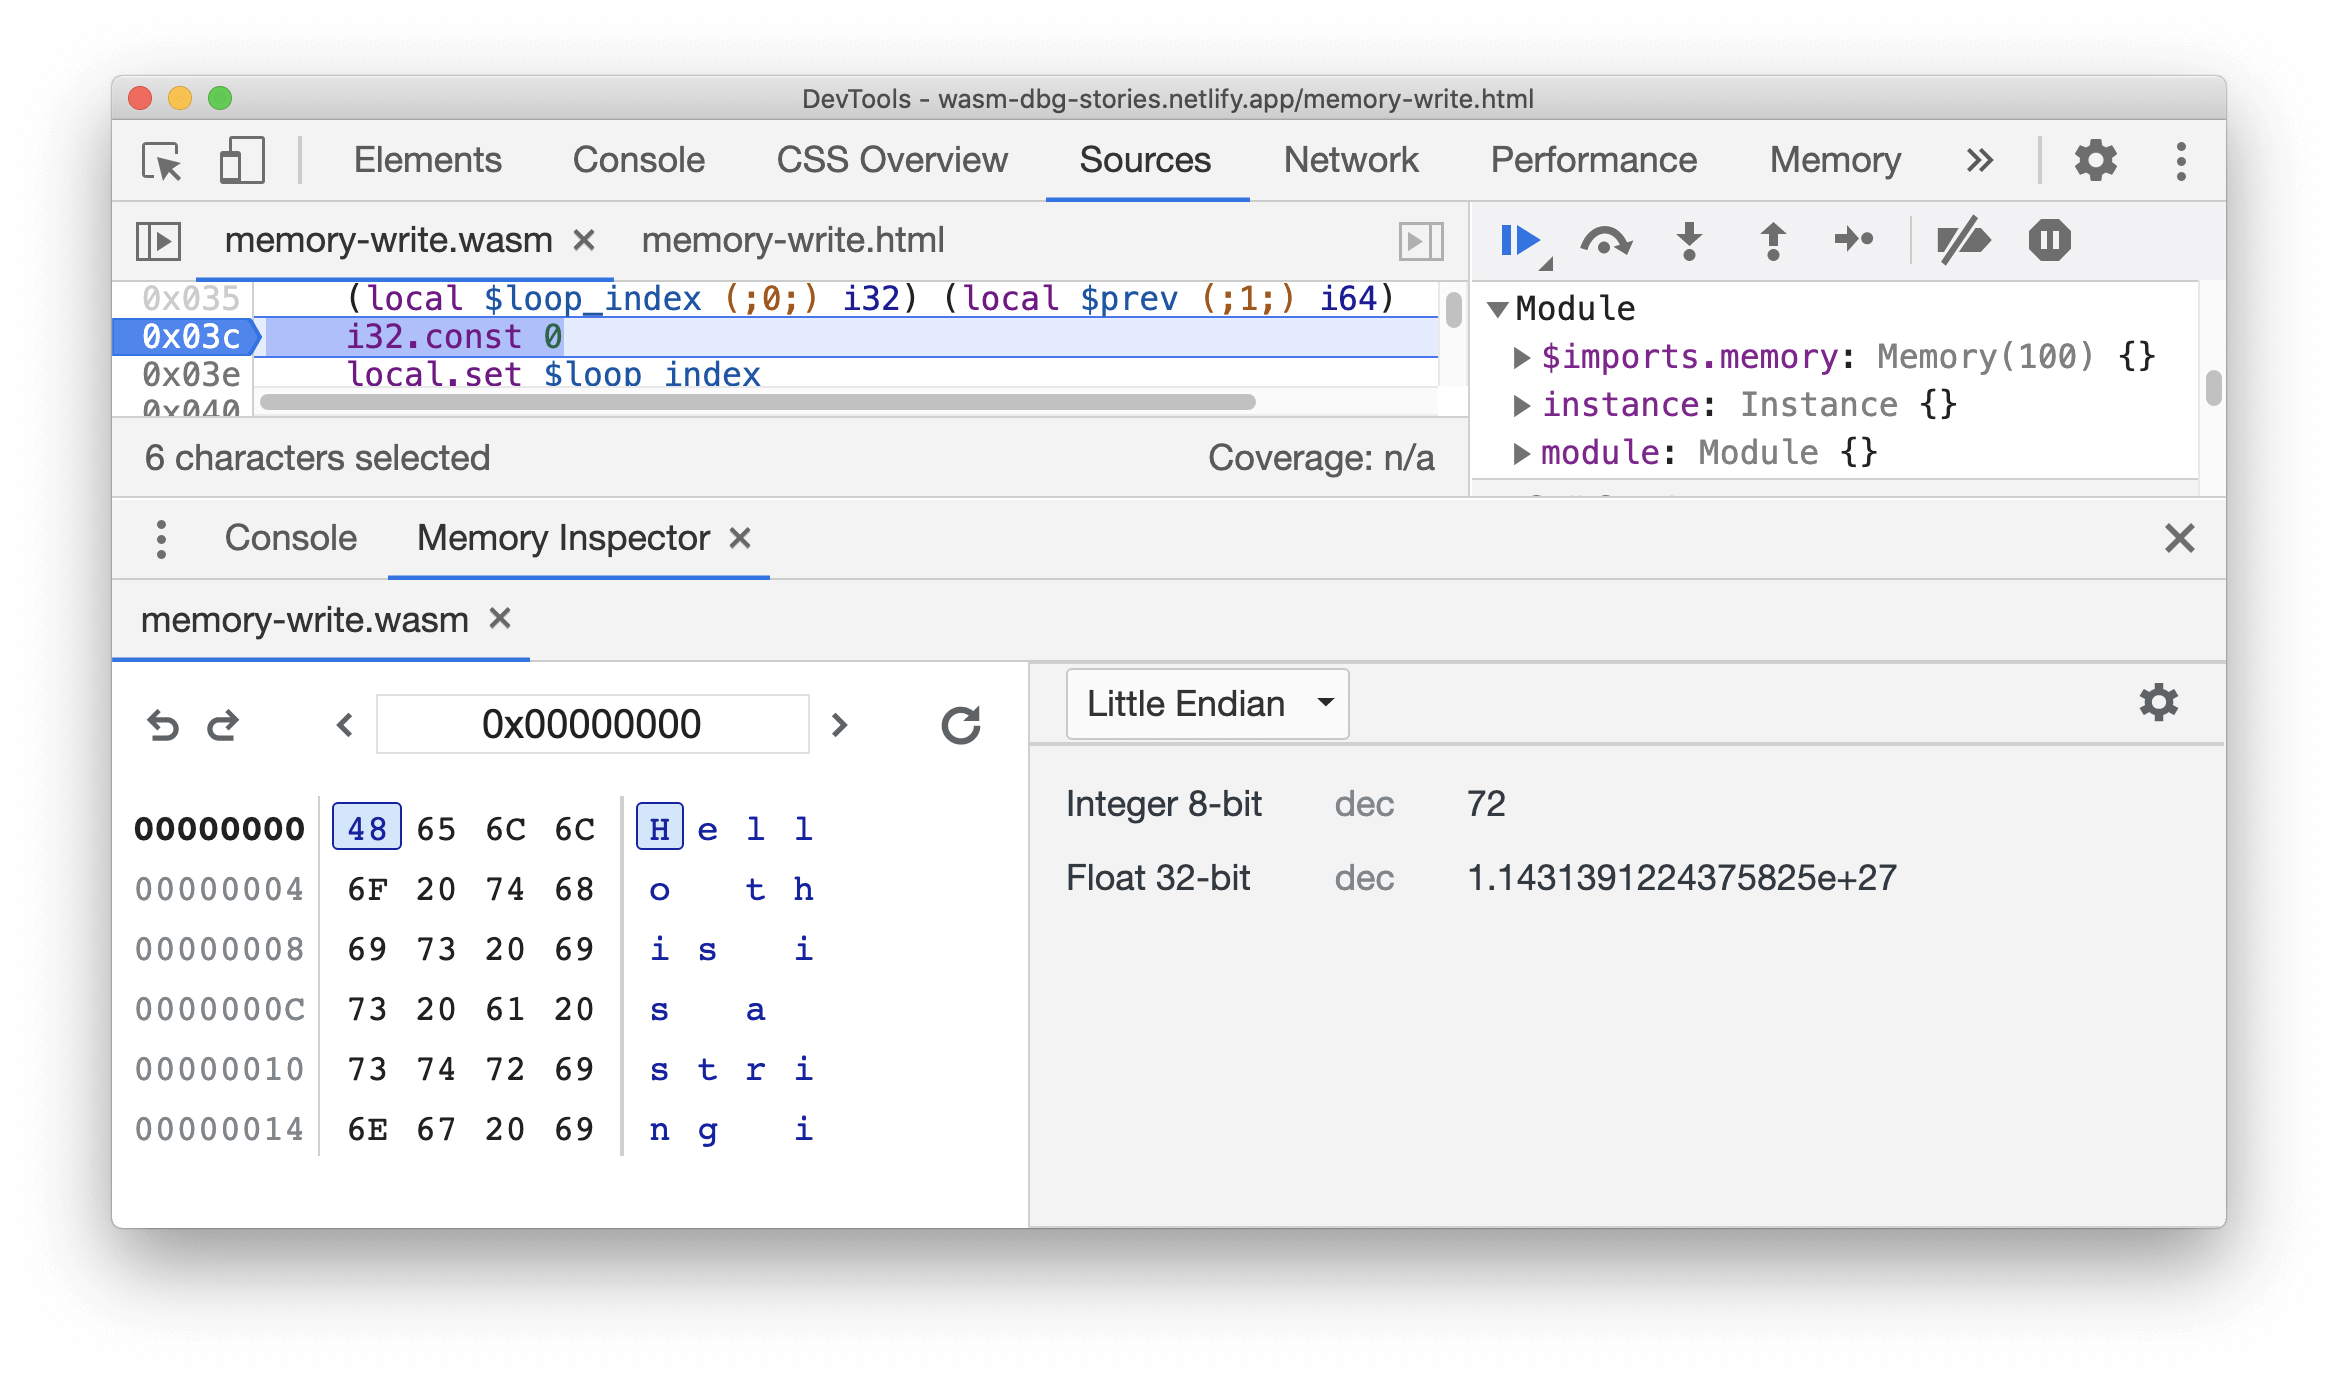 DevTools - wasm-dbg-stories.netlify.app/memory-write.html
Elements Console CSS Overview Sources Network Performance Memory »
memory-write.wasm × memory-write.html
0x035 (local $loop_index (;0;) i32) (local $prev (;1;) i64)
0x03c i32.const 0
0x03e local.set $loop_index
0x040
6 characters selected Coverage: n/a
▼Module
▶$imports.memory: Memory(100) {}
▶instance: Instance {}
▶module: Module {}
Console Memory Inspector ×
memory-write.wasm ×
0x00000000
00000000 48 65 6C 6C H e l l
00000004 6F 20 74 68 o t h
00000008 69 73 20 69 i s i
0000000C 73 20 61 20 s a
00000010 73 74 72 69 s t r i
00000014 6E 67 20 69 n g i
Little Endian
Integer 8-bit dec 72
Float 32-bit dec 1.1431391224375825e+27